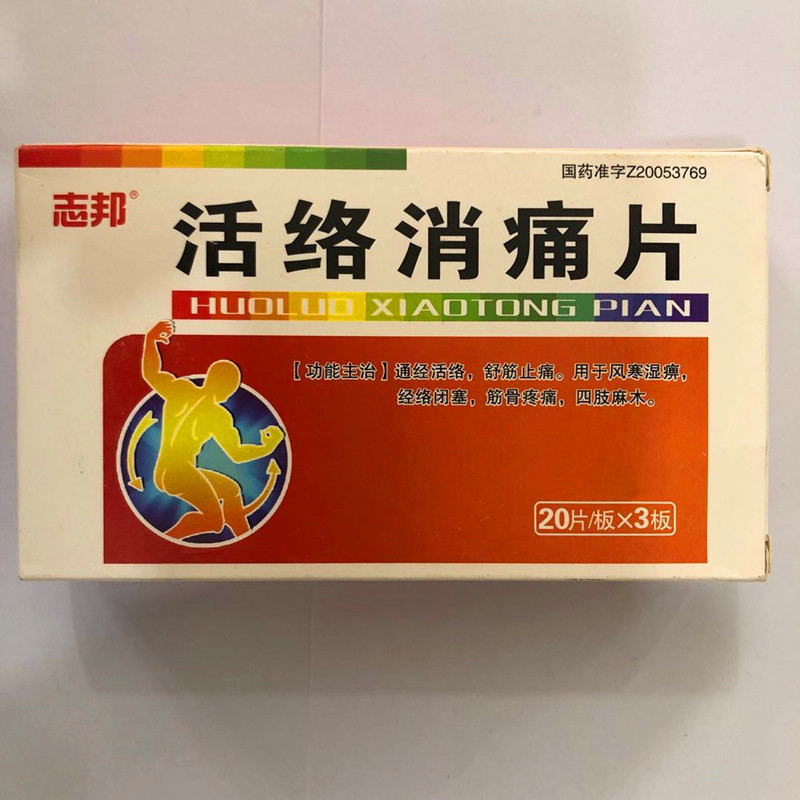 国药准字Z20053769
志邦®
活络消痛片
HUOLUO XIAOTONG PIAN
【功能主治】通经活络，舒筋止痛。用于风寒湿痹，
经络闭塞，筋骨疼痛，四肢麻木。
20片/板×3板